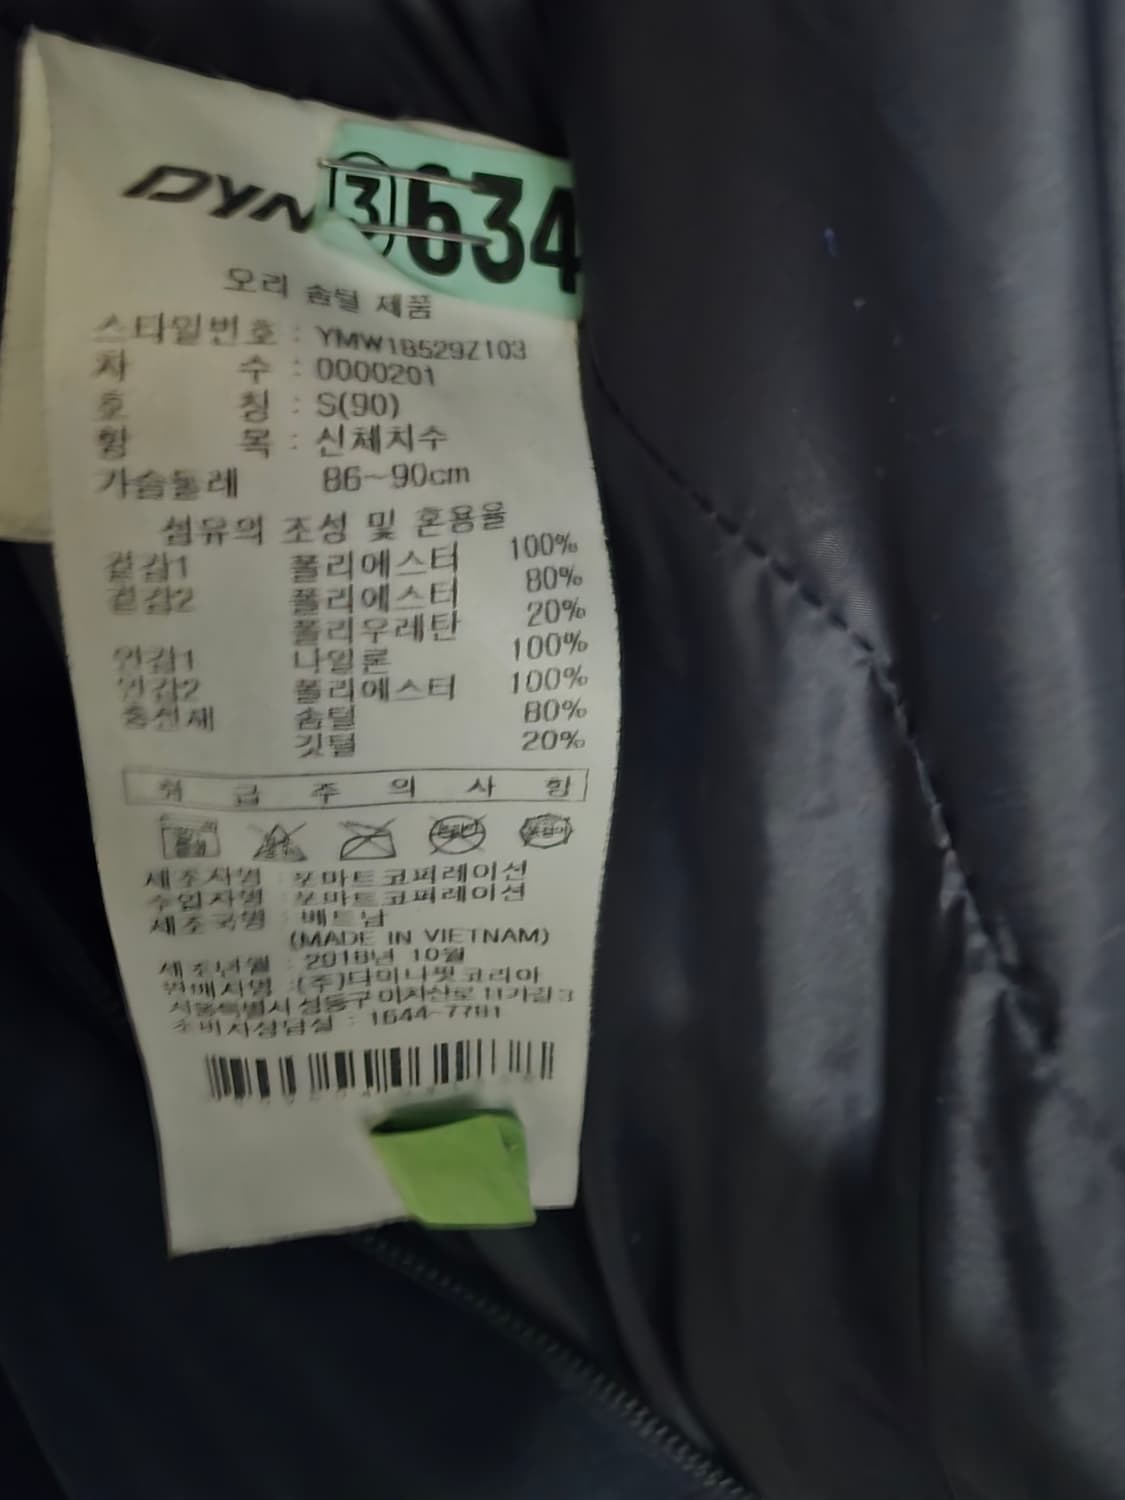 DYN
③634
오리 솜털 제품
스타일번호 : YMW18529Z103
차 수 : 0000201
호 칭 : S(90)
항 목 : 신체치수
가슴둘레 86~90cm
섬유의 조성 및 혼용율
겉감1 폴리에스터 100%
겉감2 폴리에스터 80%
폴리우레탄 20%
안감1 나일론 100%
안감2 폴리에스터 100%
충전재 솜털 80%
깃털 20%
취 급 주 의 사 항
제조자명 : 포마트코퍼레이션
수입자명 : 포마트코퍼레이션
제조국명 : 베트남
(MADE IN VIETNAM)
제조년월 : 2018년 10월
판매자명 : (주)다이나핏코리아
서울특별시 성동구 아차산로 11가길 3
소비자상담실 : 1644-7781